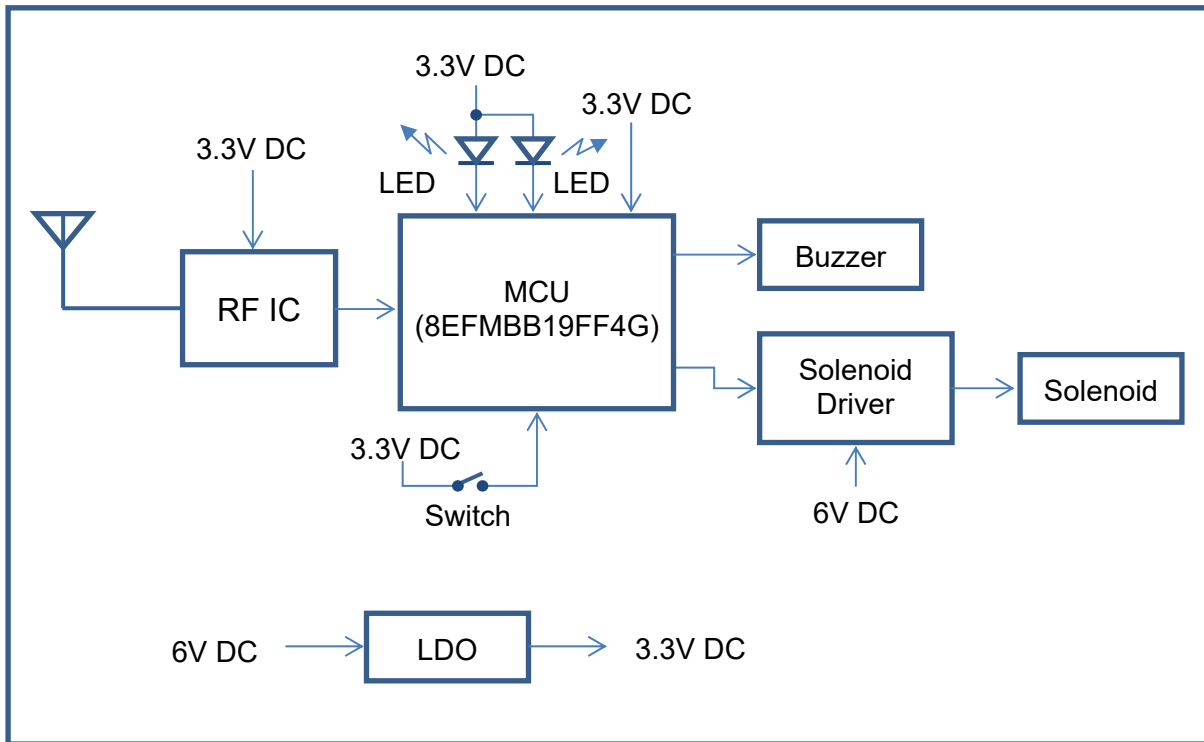 3.3V DC
3.3V DC
3.3V DC
LED
LED
RF IC
MCU
(8EFMBB19FF4G)
Buzzer
Solenoid
Driver
Solenoid
3.3V DC
Switch
6V DC
6V DC
LDO
3.3V DC